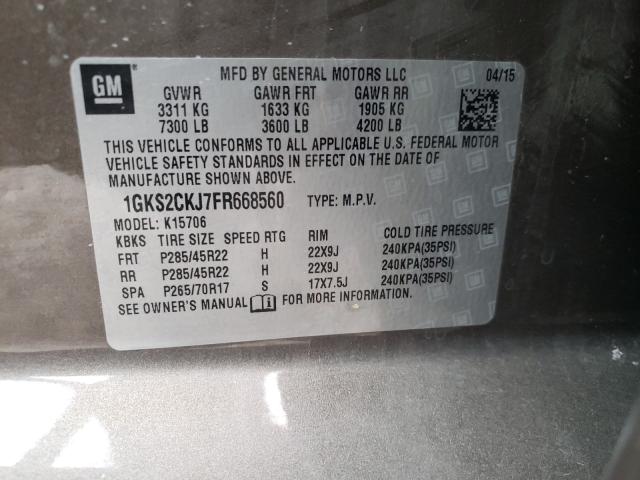 GM
MFD BY GENERAL MOTORS LLC 04/15
GVWR GAWR FRT GAWR RR
3311 KG 1633 KG 1905 KG
7300 LB 3600 LB 4200 LB
THIS VEHICLE CONFORMS TO ALL APPLICABLE U.S. FEDERAL MOTOR
VEHICLE SAFETY STANDARDS IN EFFECT ON THE DATE OF
MANUFACTURE SHOWN ABOVE.
1GKS2CKJ7FR668560 TYPE: M.P.V.
MODEL: K15706
KBKS TIRE SIZE SPEED RTG RIM COLD TIRE PRESSURE
FRT P285/45R22 H 22X9J 240KPA(35PSI)
RR P285/45R22 H 22X9J 240KPA(35PSI)
SPA P265/70R17 S 17X7.5J 240KPA(35PSI)
SEE OWNER'S MANUAL i FOR MORE INFORMATION.